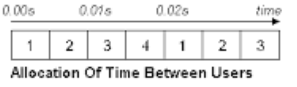 0.00s 0.01s 0.02s time
1 2 3 4 1 2 3
Allocation Of Time Between Users